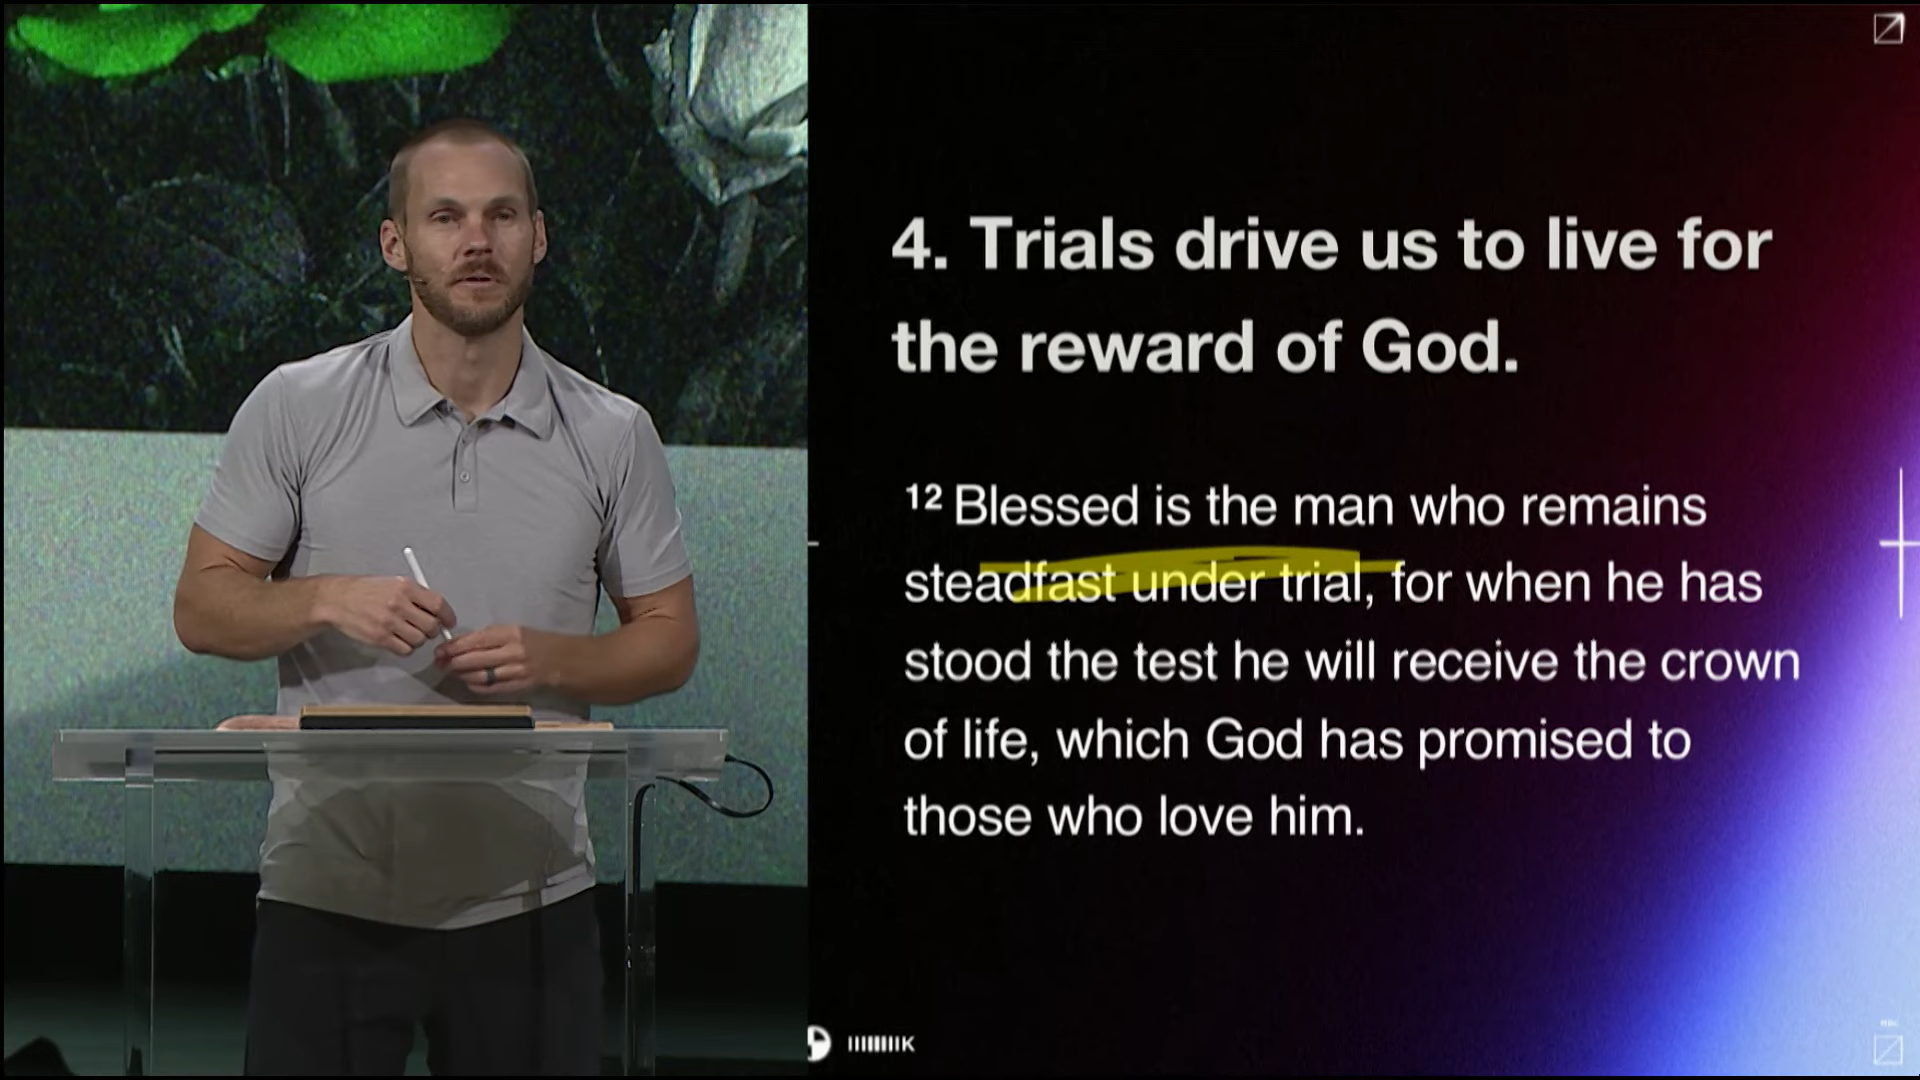 4. Trials drive us to live for
the reward of God.
12 Blessed is the man who remains
steadfast under trial, for when he has
stood the test he will receive the crown
of life, which God has promised to
those who love him.